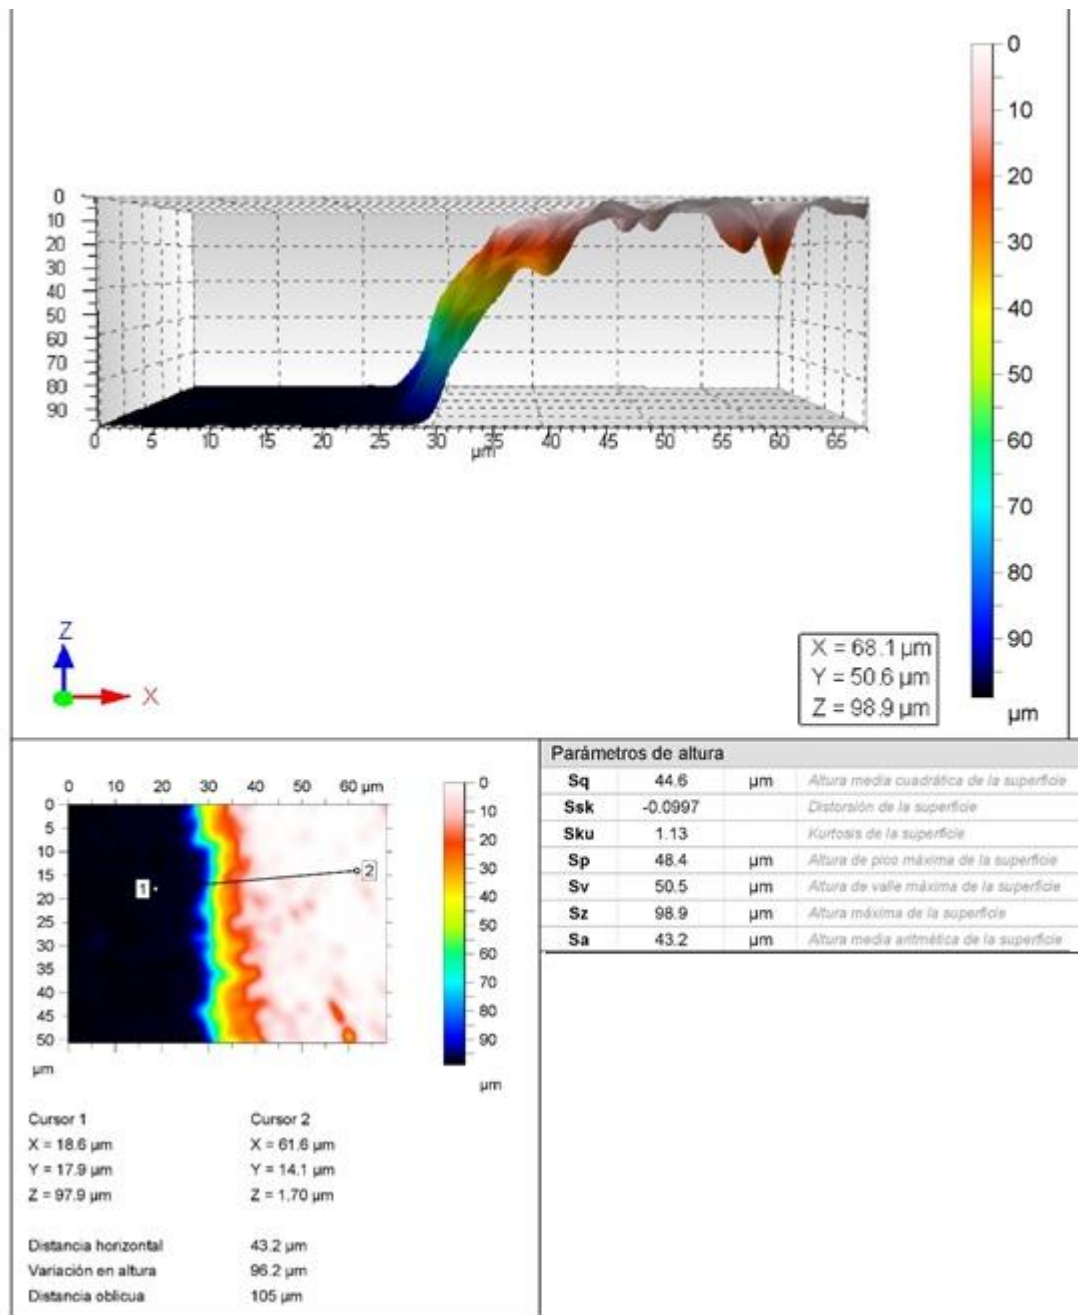 0
10
20
30
40
50
60
70
80
90
µm
0
10
20
30
40
50
60
70
80
90
0 5 10 15 20 25 30 35 40 45 50 55 60 65
µm
Z
X
X = 68.1 µm
Y = 50.6 µm
Z = 98.9 µm
0 10 20 30 40 60 µm
0
5
10
15
20
25
30
35
40
45
50
0 10 20 30 40 50 60
µm
1
2
0
10
20
30
40
50
60
70
80
90
µm
Parámetros de altura
Sq 44.6 µm Altura media cuadrática de la superficie
Ssk -0.0997 Distorsión de la superficie
Sku 1.13 Kurtosis de la superficie
Sp 48.4 µm Altura de pico máxima de la superficie
Sv 50.5 µm Altura de valle máxima de la superficie
Sz 98.9 µm Altura máxima de la superficie
Sa 43.2 µm Altura media aritmética de la superficie
Cursor 1 Cursor 2
X = 18.6 µm X = 61.6 µm
Y = 17.9 µm Y = 14.1 µm
Z = 97.9 µm Z = 1.70 µm
Distancia horizontal 43.2 µm
Variación en altura 96.2 µm
Distancia oblicua 105 µm